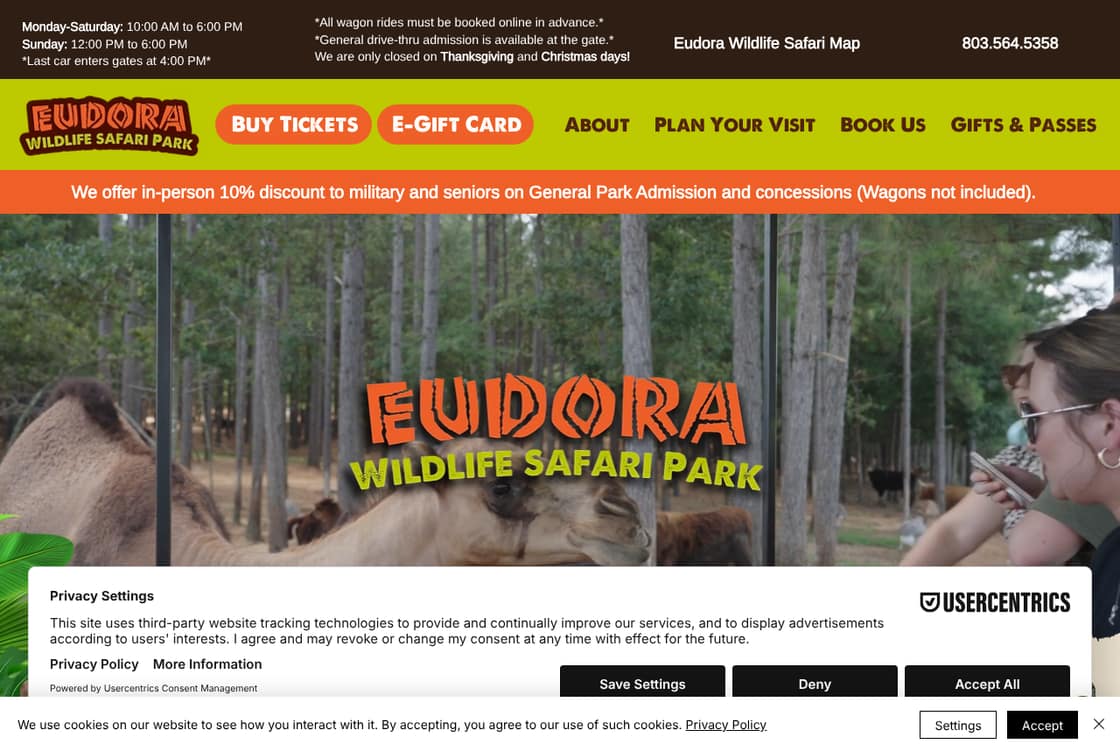 Monday-Saturday: 10:00 AM to 6:00 PM
Sunday: 12:00 PM to 6:00 PM
*Last car enters gates at 4:00 PM*
*All wagon rides must be booked online in advance.*
*General drive-thru admission is available at the gate.*
We are only closed on Thanksgiving and Christmas days!
Eudora Wildlife Safari Map
803.564.5358
EUDORA
WILDLIFE SAFARI PARK
BUY TICKETS
E-GIFT CARD
ABOUT
PLAN YOUR VISIT
BOOK US
GIFTS & PASSES
We offer in-person 10% discount to military and seniors on General Park Admission and concessions (Wagons not included).
EUDORA
WILDLIFE SAFARI PARK
Privacy Settings
USERCENTRICS
This site uses third-party website tracking technologies to provide and continually improve our services, and to display advertisements
according to users' interests. I agree and may revoke or change my consent at any time with effect for the future.
Privacy Policy More Information
Powered by Usercentrics Consent Management
Save Settings
Deny
Accept All
We use cookies on our website to see how you interact with it. By accepting, you agree to our use of such cookies. Privacy Policy
Settings
Accept